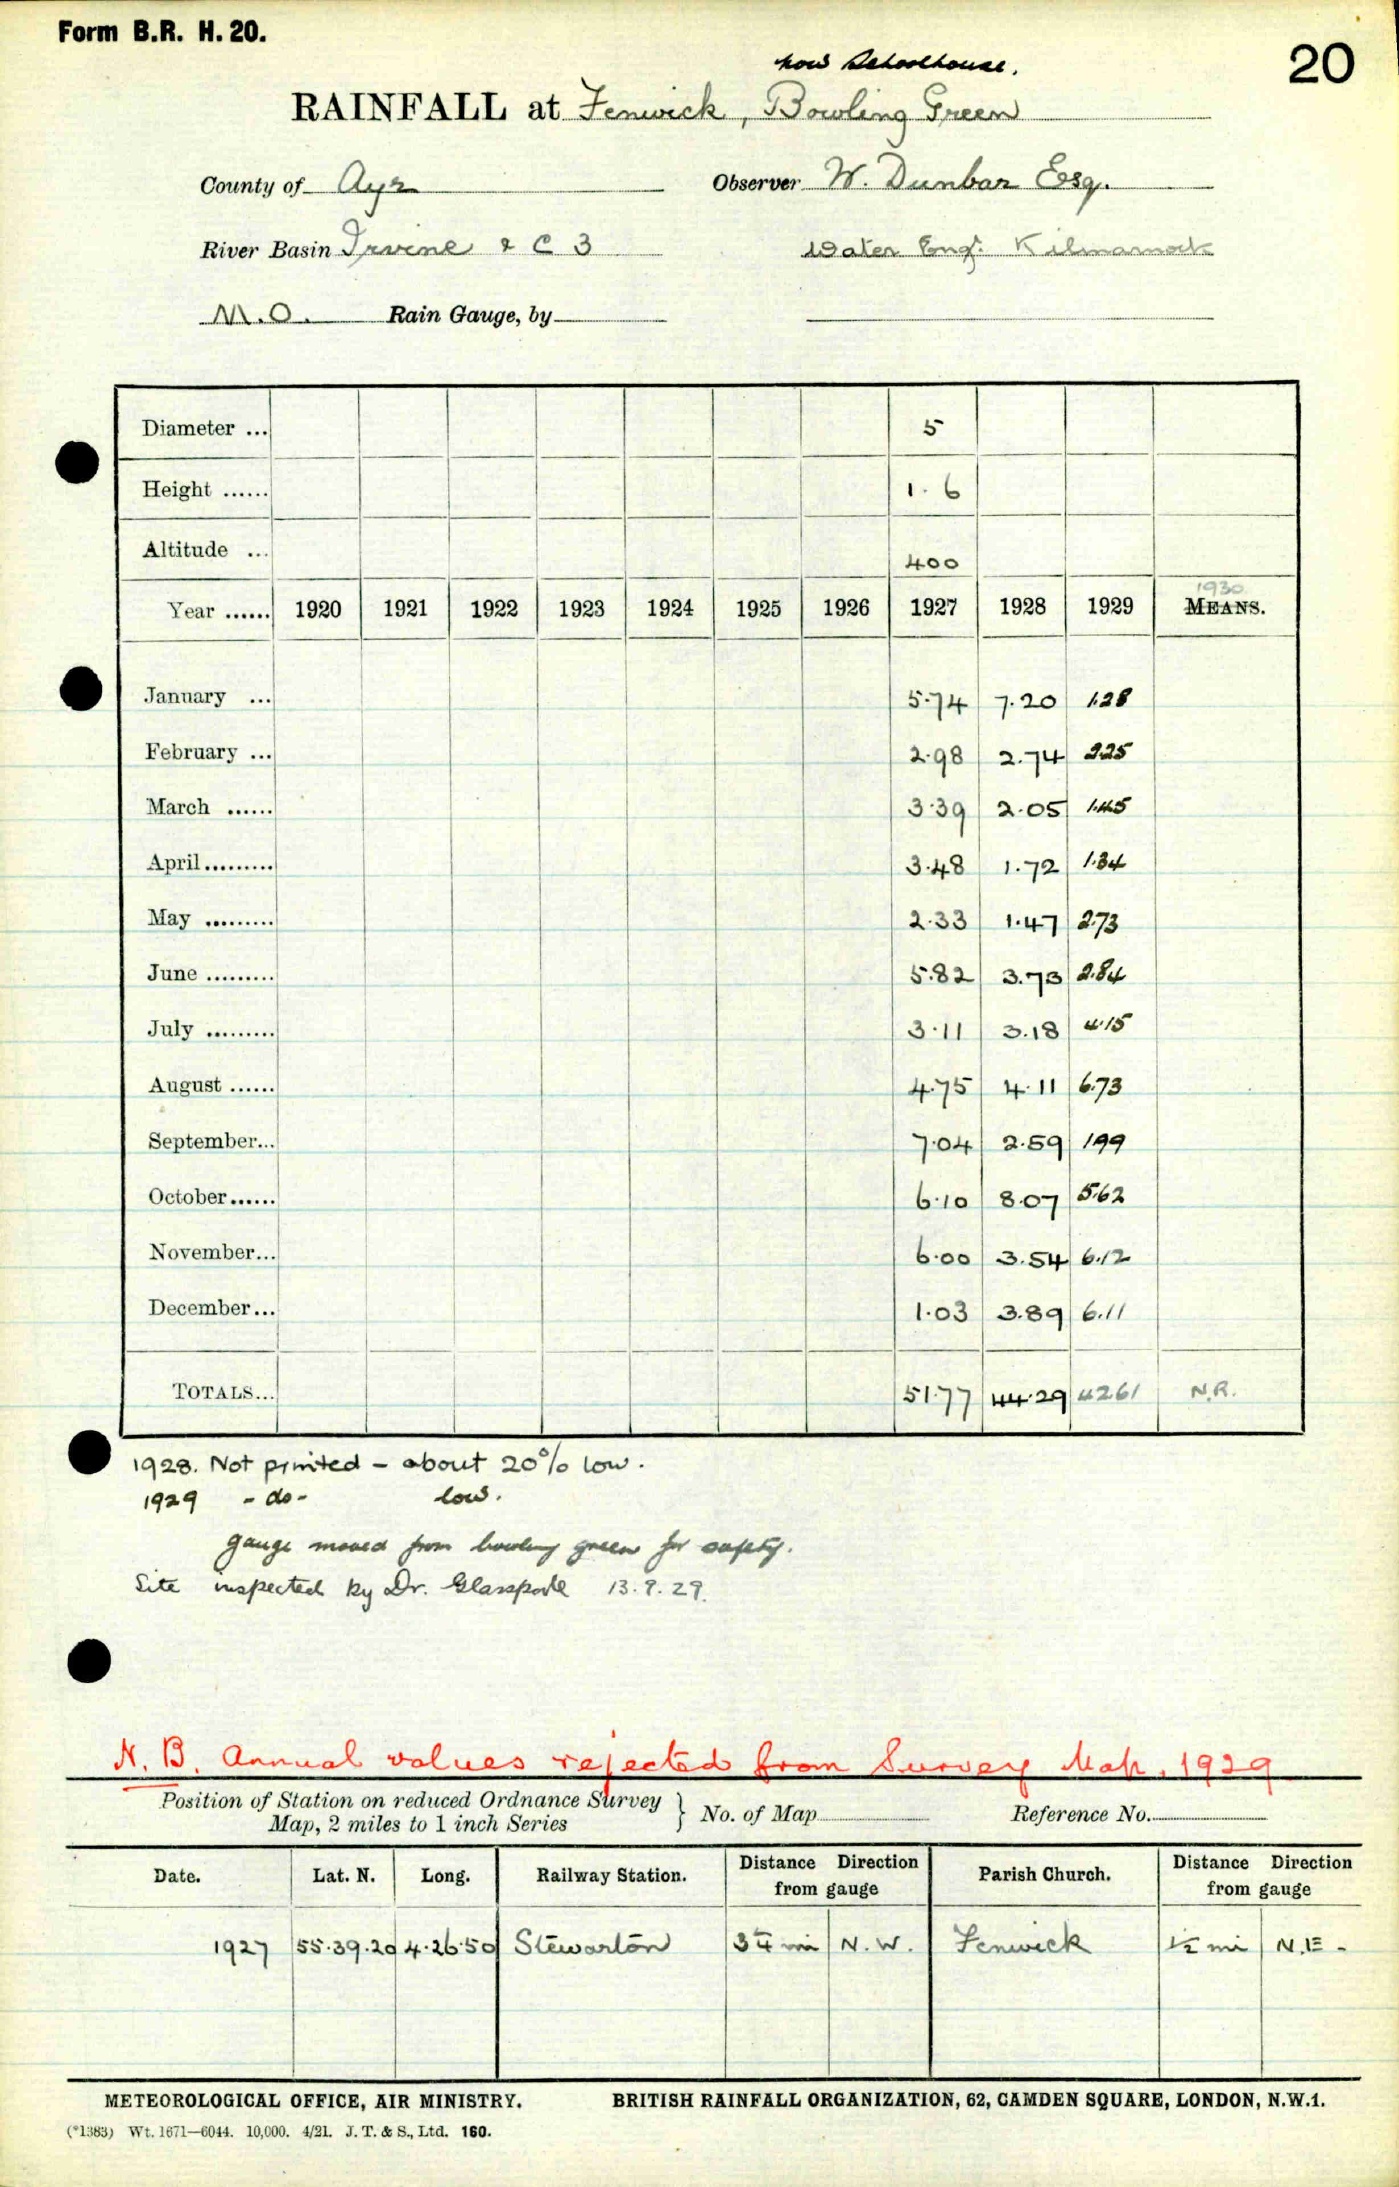 Form B.R. H. 20.
20
now Schoolhouse.
RAINFALL at Fenwick, Bowling Green
County of Ayr Observer W. Dunbar Esq.
River Basin Irvine & C 3 Water Engr. Kilmarnock
M.O. Rain Gauge, by
Diameter ... 5
Height ...... 1. 6
Altitude ... 400
1930
Year ...... 1920 1921 1922 1923 1924 1925 1926 1927 1928 1929 MEANS.
January ... 5.74 7.20 1.28
February ... 2.98 2.74 2.25
March ...... 3.39 2.05 1.45
April ......... 3.48 1.72 1.34
May ......... 2.33 1.47 2.73
June ......... 5.82 3.73 2.84
July ......... 3.11 3.18 4.15
August ...... 4.75 4.11 6.73
September... 7.04 2.59 1.99
October...... 6.10 8.07 5.62
November... 6.00 3.54 6.12
December... 1.03 3.89 6.11
TOTALS... 51.77 44.29 42.61 N.R.
1928. Not printed - about 20% low.
1929 - do - low.
Gauge moved from bowling green for safety.
Site inspected by Dr. Glasspoole 13.9.29.
N.B. Annual values rejected from Survey Map, 1929
Position of Station on reduced Ordnance Survey
Map, 2 miles to 1 inch Series } No. of Map Reference No.
Date. Lat. N. Long. Railway Station. Distance Direction from gauge Parish Church. Distance Direction from gauge
1927 55.39.20 4.26.50 Stewarton 3¼ mi N.W. Fenwick ½ mi N.E.
METEOROLOGICAL OFFICE, AIR MINISTRY. BRITISH RAINFALL ORGANIZATION, 62, CAMDEN SQUARE, LONDON, N.W.1.
(*1383) Wt. 1671—6044. 10,000. 4/21. J. T. & S., Ltd. 160.